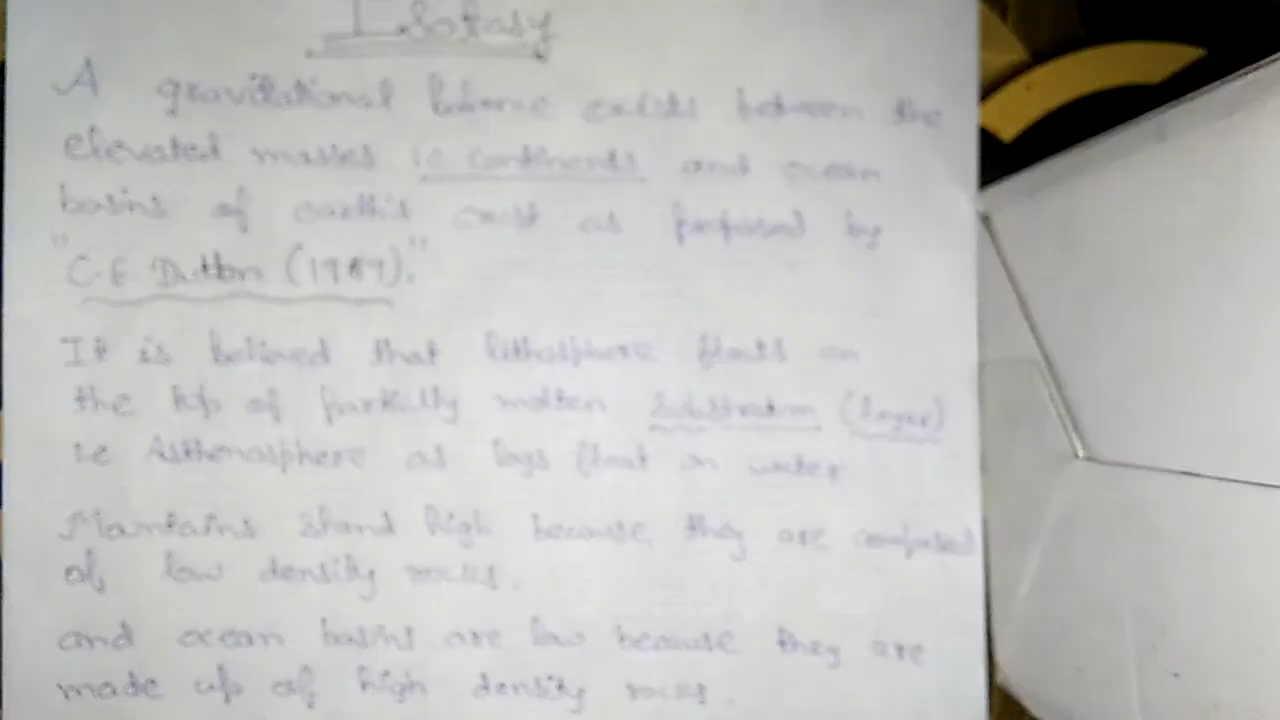 Isotasy
A gravitational balance exists between the
elevated masses ie continents and ocean
basins of earth's crust as proposed by
"C.E. Dutton (1989)."
It is believed that lithosphere floats on
the top of partially molten substratum (layer)
ie Asthenosphere as logs float on water
Mountains stand high because they are composed
of low density rocks.
and ocean basins are low because they are
made up of high density rocks.